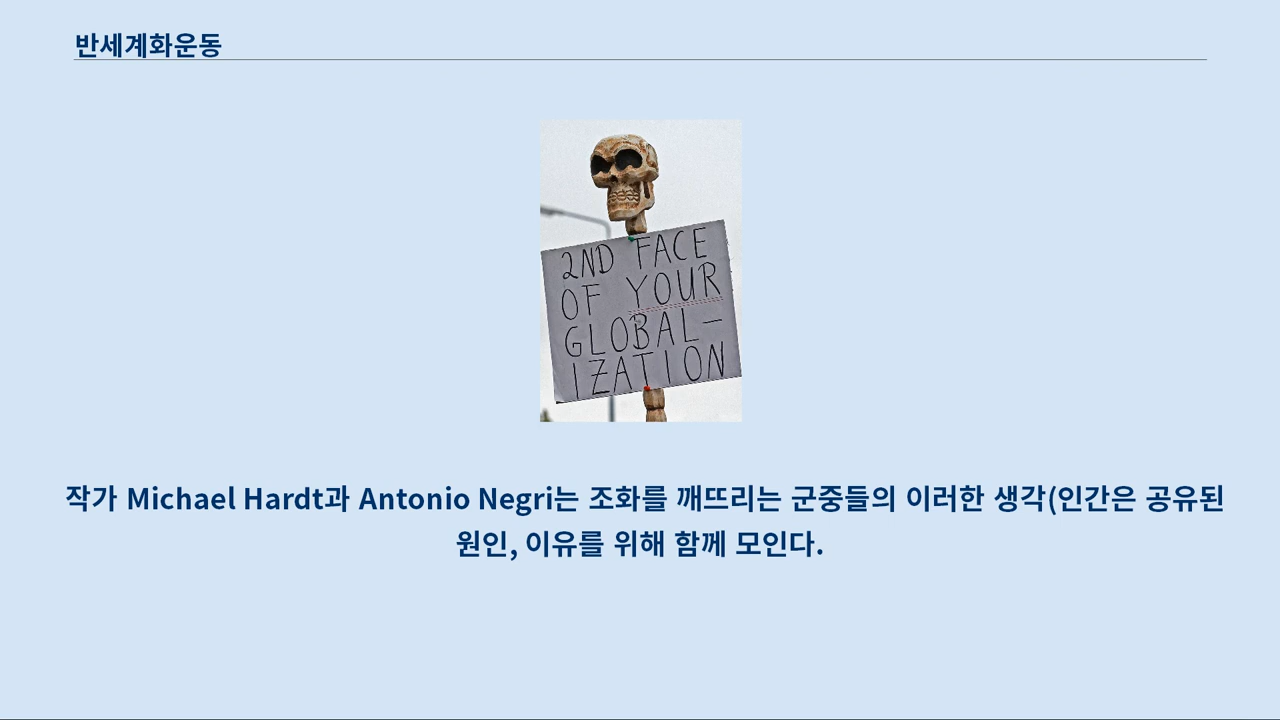 반세계화운동
2ND FACE
OF YOUR
GLOBAL-
IZATION
작가 Michael Hardt과 Antonio Negri는 조화를 깨뜨리는 군중들의 이러한 생각(인간은 공유된
원인, 이유를 위해 함께 모인다.